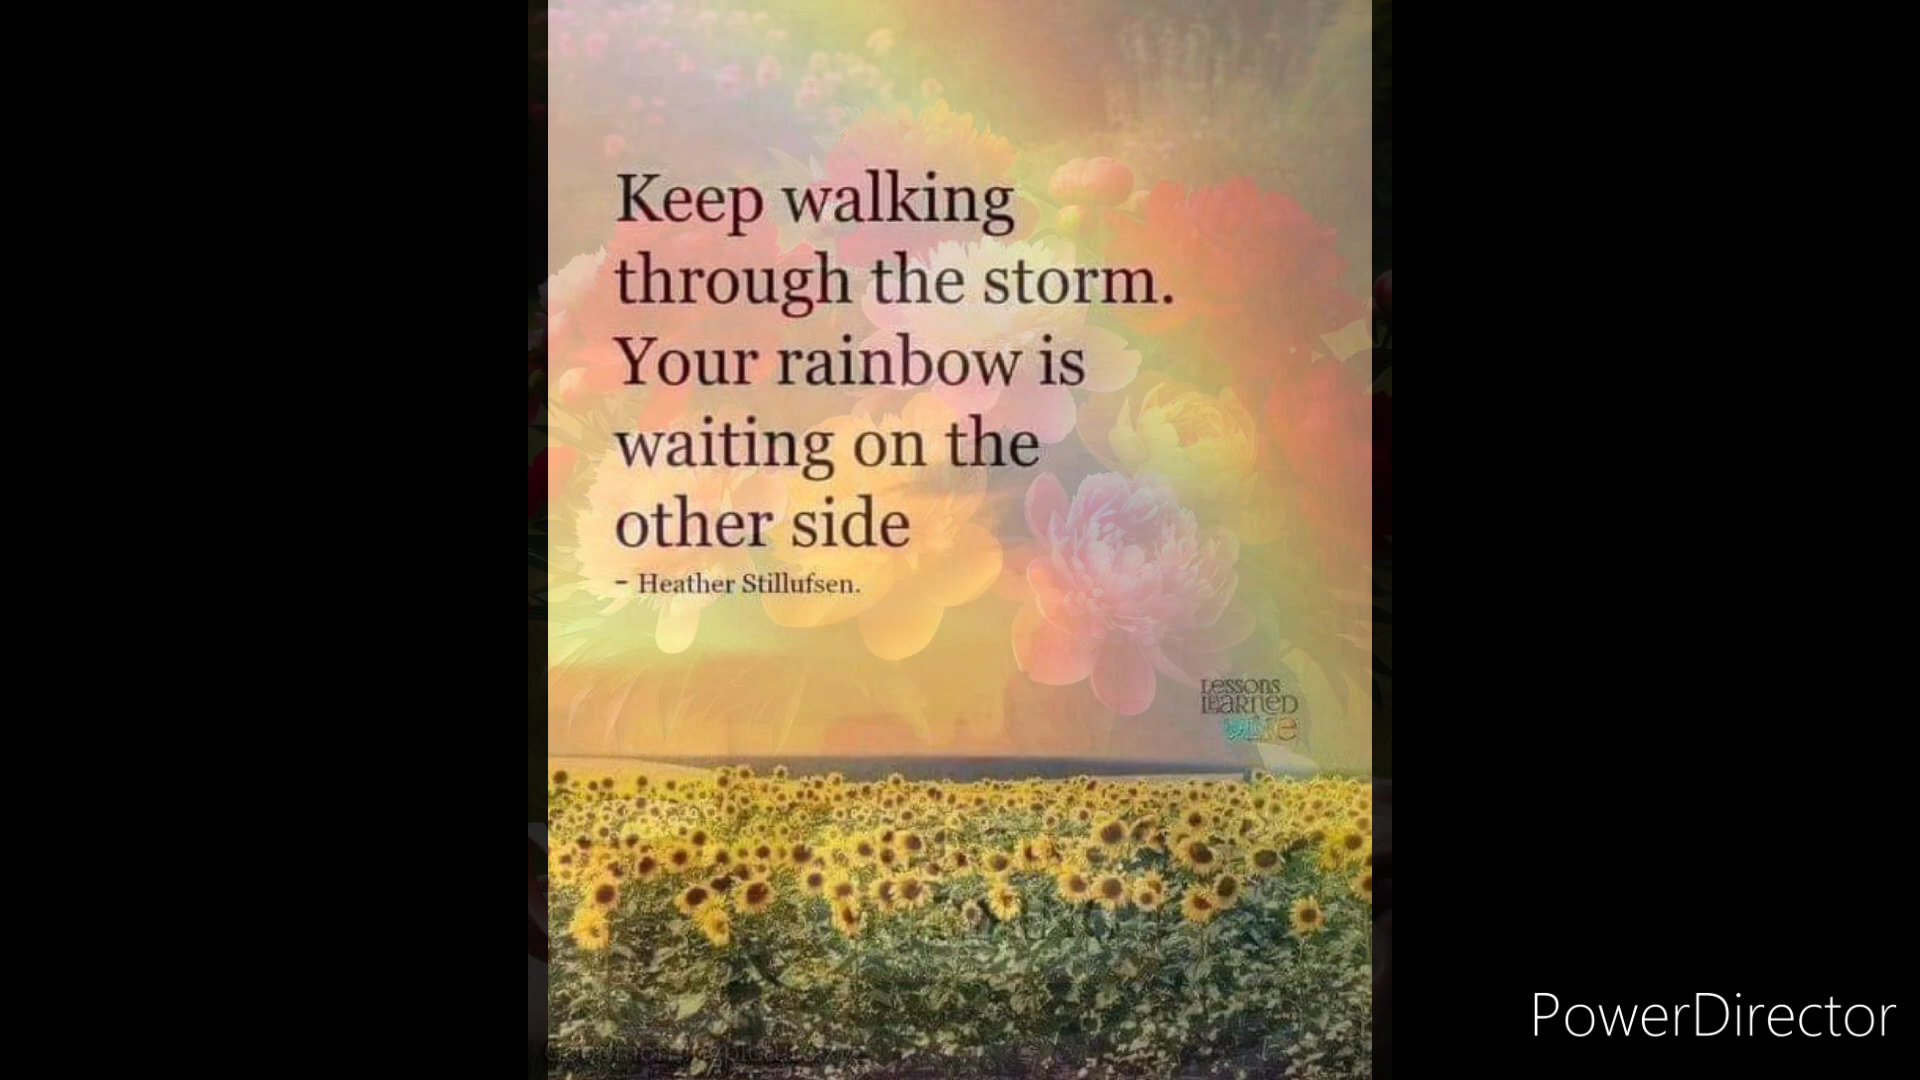 Keep walking
through the storm.
Your rainbow is
waiting on the
other side
- Heather Stillufsen.
Lessons
Learned
PowerDirector